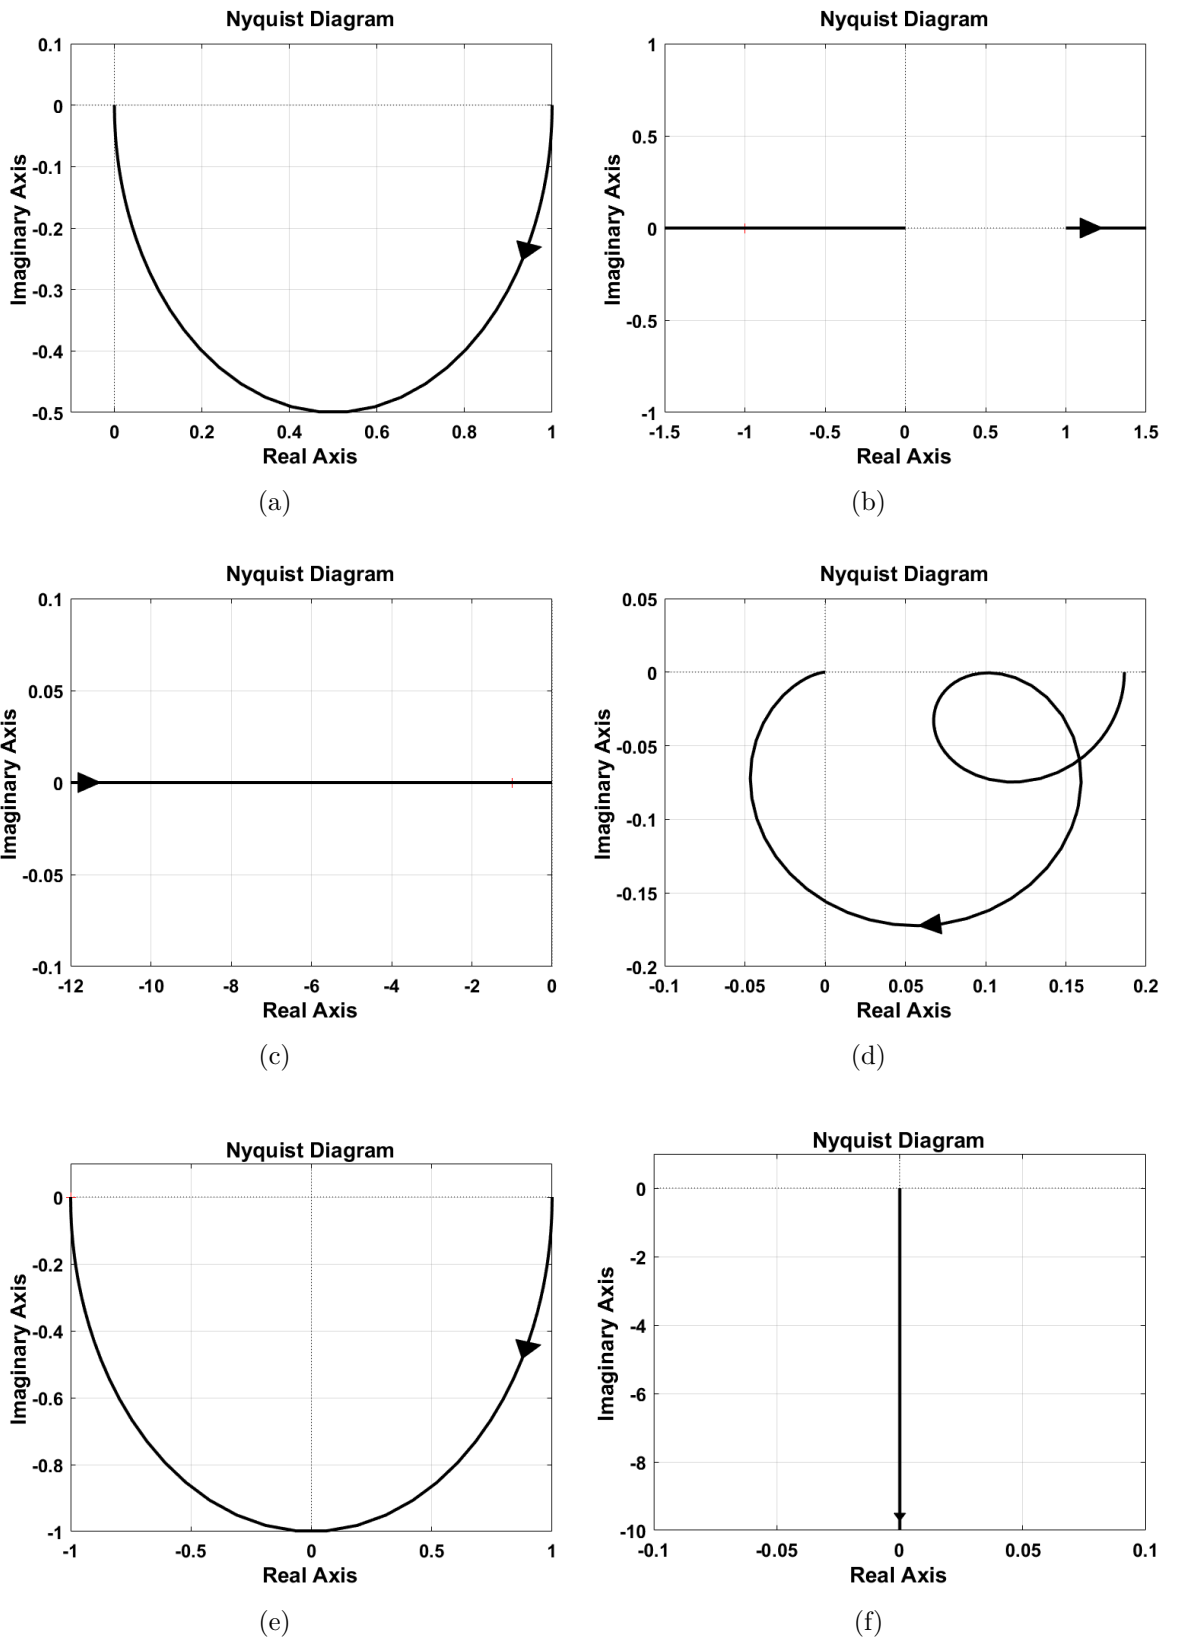 Nyquist Diagram
0.1
0
-0.1
-0.2
-0.3
-0.4
-0.5
0 0.2 0.4 0.6 0.8 1
Real Axis
Imaginary Axis
(a)
Nyquist Diagram
1
0.5
0
-0.5
-1
-1.5 -1 -0.5 0 0.5 1 1.5
Real Axis
Imaginary Axis
(b)
Nyquist Diagram
0.1
0.05
0
-0.05
-0.1
-12 -10 -8 -6 -4 -2 0
Real Axis
Imaginary Axis
(c)
Nyquist Diagram
0.05
0
-0.05
-0.1
-0.15
-0.2
-0.1 -0.05 0 0.05 0.1 0.15 0.2
Real Axis
Imaginary Axis
(d)
Nyquist Diagram
0
-0.2
-0.4
-0.6
-0.8
-1
-1 -0.5 0 0.5 1
Real Axis
Imaginary Axis
(e)
Nyquist Diagram
0
-2
-4
-6
-8
-10
-0.1 -0.05 0 0.05 0.1
Real Axis
Imaginary Axis
(f)